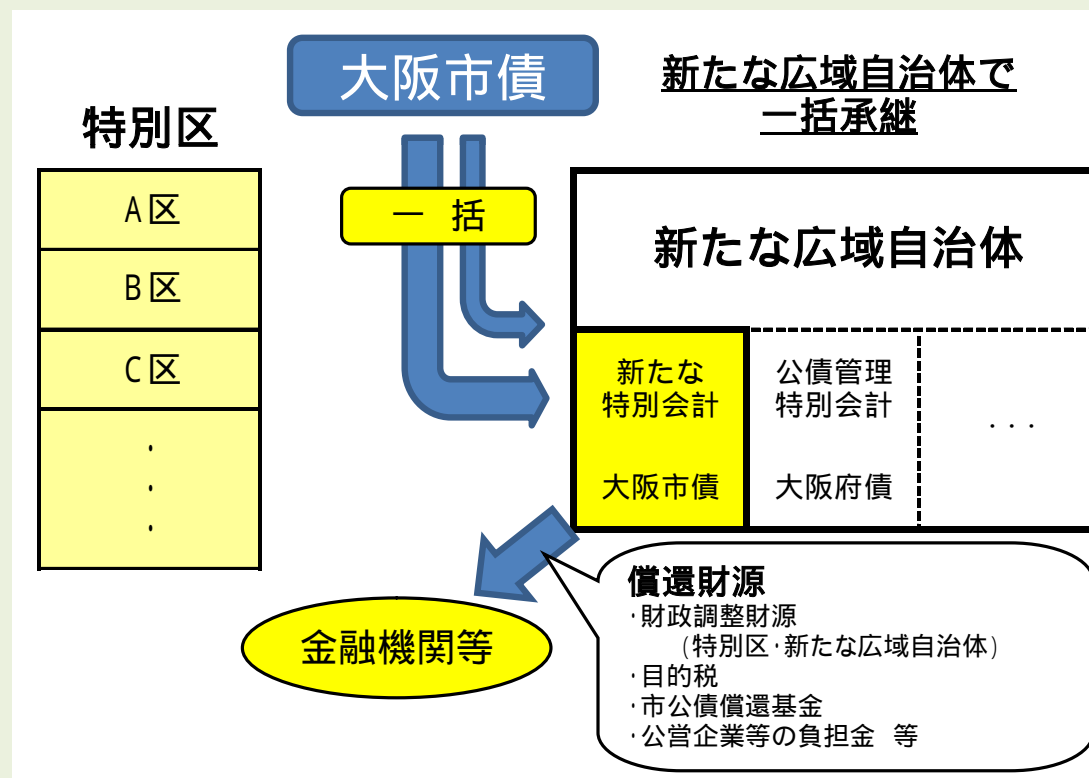 大阪市債
新たな広域自治体で
一括承継
特別区
A区
B区
C区
・
・
・
一 括
新たな広域自治体
新たな
特別会計
大阪市債
公債管理
特別会計
大阪府債
・・・
金融機関等
償還財源
・財政調整財源
（特別区・新たな広域自治体）
・目的税
・市公債償還基金
・公営企業等の負担金 等